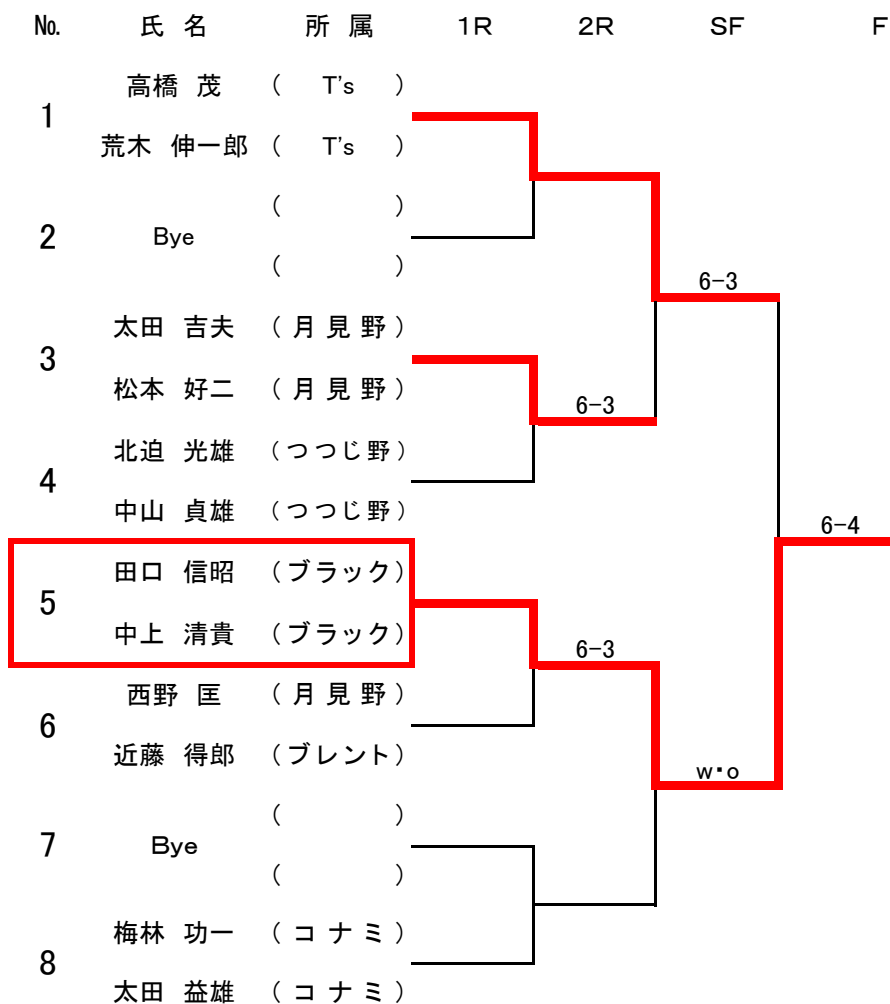 № 氏 名 所 属 1R 2R SF F
高橋 茂 ( T's )
1
荒木 伸一郎 ( T's )
( )
2 Bye
( )
6-3
太田 吉夫 (月見野)
3
松本 好二 (月見野)
6-3
北迫 光雄 (つつじ野)
4
中山 貞雄 (つつじ野)
6-4
田口 信昭 (ブラック)
5
中上 清貴 (ブラック)
6-3
西野 匡 (月見野)
6
近藤 得郎 (ブレント)
w・o
( )
7 Bye
( )
梅林 功一 (コナミ)
8
太田 益雄 (コナミ)